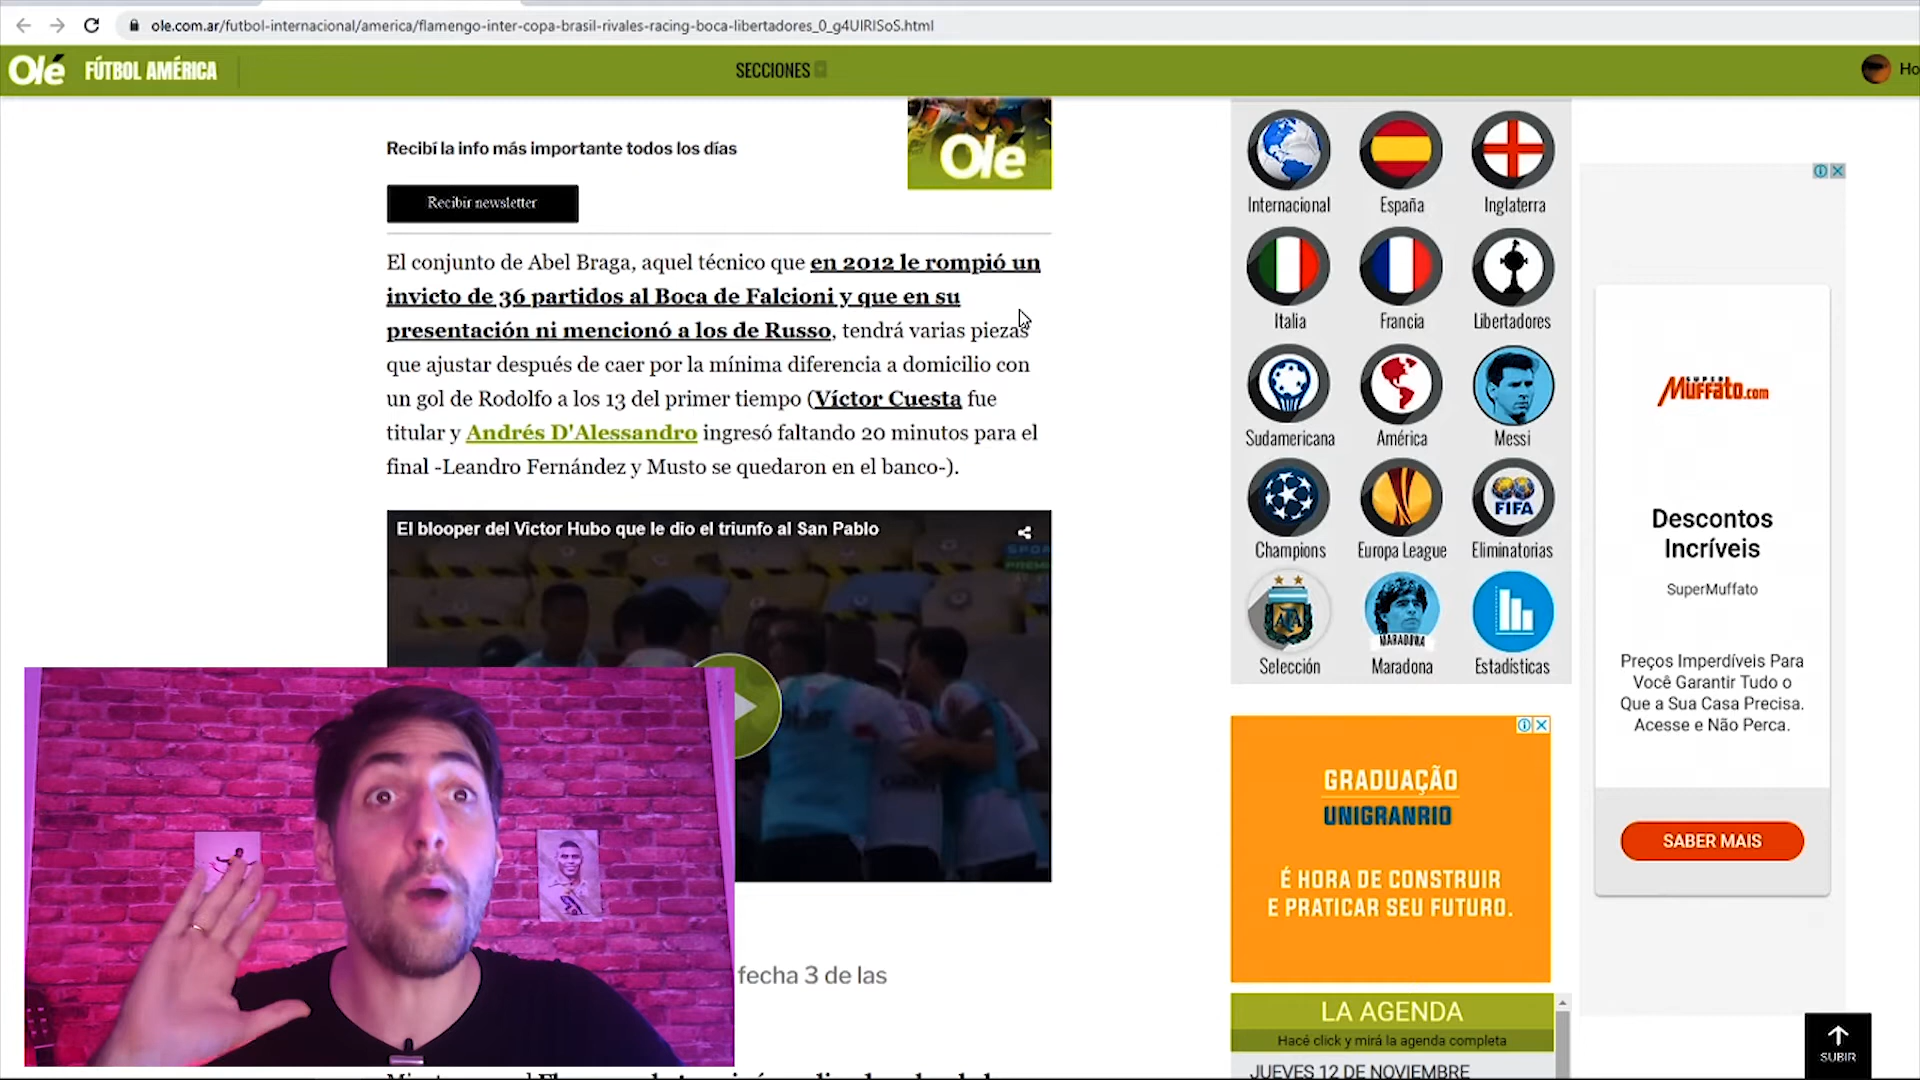 ole.com.ar/futbol-internacional/america/flamengo-inter-copa-brasil-rivales-racing-boca-libertadores_0_g4UIRISoS.html
Olé FÚTBOL AMÉRICA
SECCIONES
Ho
Recibí la info más importante todos los días
Olé
Recibir newsletter
El conjunto de Abel Braga, aquel técnico que en 2012 le rompió un
invicto de 36 partidos al Boca de Falcioni y que en su
presentación ni mencionó a los de Russo, tendrá varias piezas
que ajustar después de caer por la mínima diferencia a domicilio con
un gol de Rodolfo a los 13 del primer tiempo (Víctor Cuesta fue
titular y Andrés D'Alessandro ingresó faltando 20 minutos para el
final -Leandro Fernández y Musto se quedaron en el banco-).
El blooper del Victor Hubo que le dio el triunfo al San Pablo
fecha 3 de las
Internacional España Inglaterra
Italia Francia Libertadores
Sudamericana América Messi
FIFA
Champions Europa League Eliminatorias
AFA
MARADONA
Selección Maradona Estadísticas
GRADUAÇÃO
UNIGRANRIO
É HORA DE CONSTRUIR
E PRATICAR SEU FUTURO.
LA AGENDA
Hacé click y mirá la agenda completa
JUEVES 12 DE NOVIEMBRE
SUPER
Muffato.com
Descontos
Incríveis
SuperMuffato
Preços Imperdíveis Para
Você Garantir Tudo o
Que a Sua Casa Precisa.
Acesse e Não Perca.
SABER MAIS
SUBIR